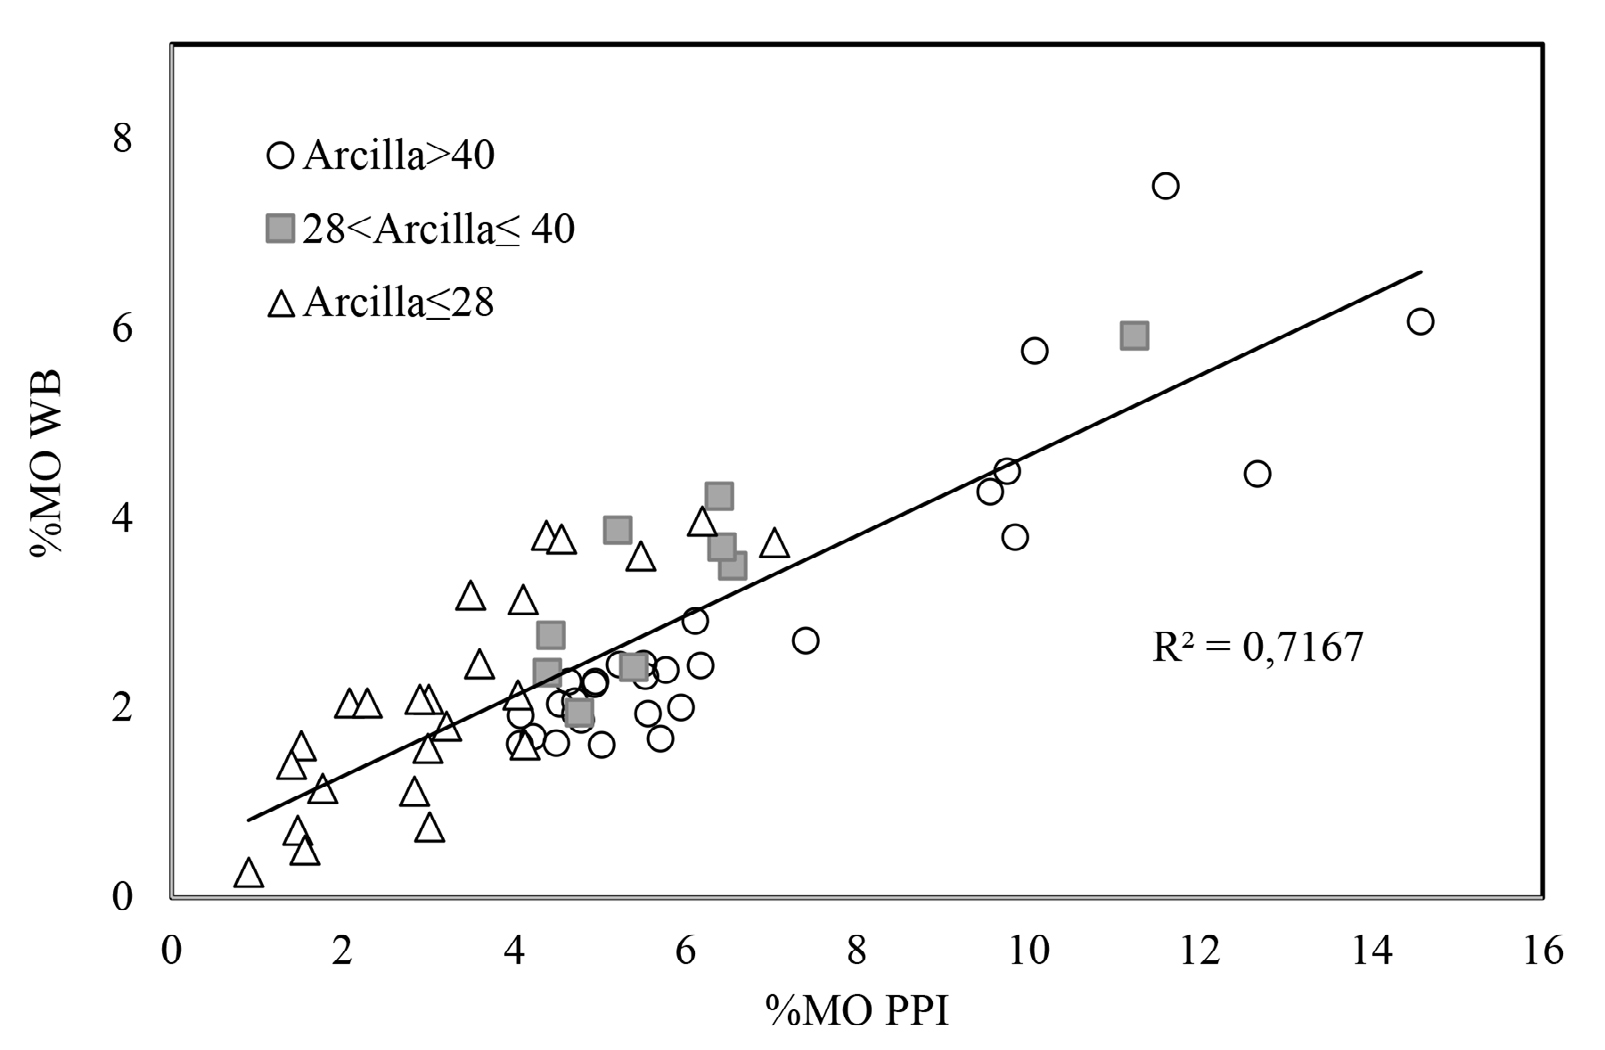 8
Arcilla>40
28<Arcilla≤ 40
Arcilla≤28
6
4
2
0
%MO WB
R² = 0,7167
0 2 4 6 8 10 12 14 16
%MO PPI